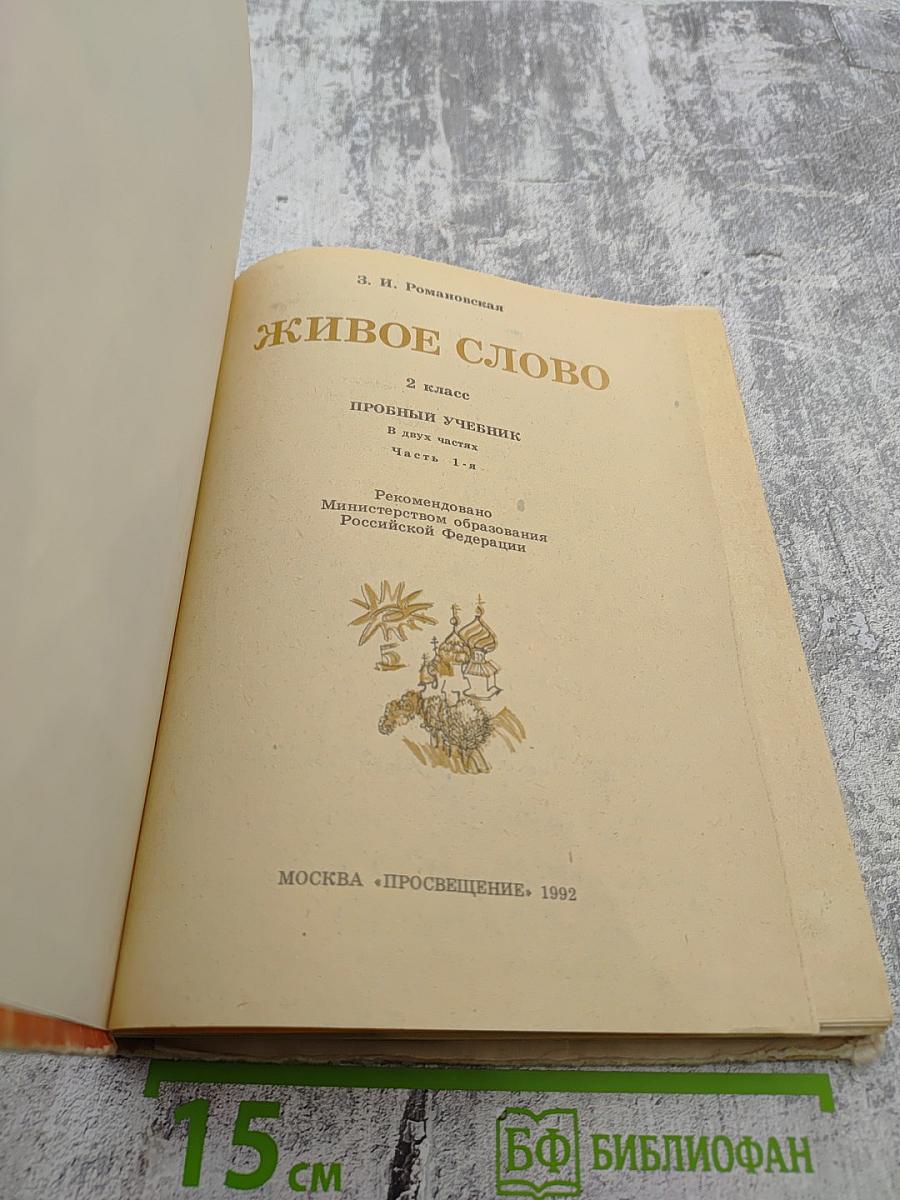 З. И. Романовская
ЖИВОЕ СЛОВО
2 класс
ПРОБНЫЙ УЧЕБНИК
В двух частях
Часть 1-я
Рекомендовано
Министерством образования
Российской Федерации
МОСКВА «ПРОСВЕЩЕНИЕ» 1992
15 см
БФ БИБЛИОФАН